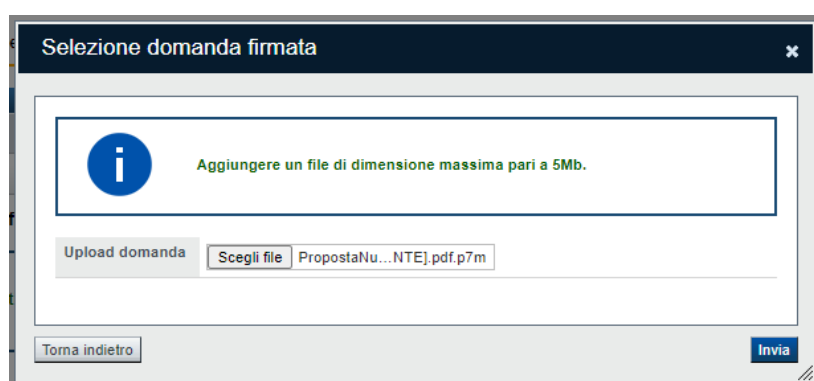 Selezione domanda firmata
Aggiungere un file di dimensione massima pari a 5Mb.
Upload domanda Scegli file PropostaNu...NTE].pdf.p7m
Torna indietro Invia